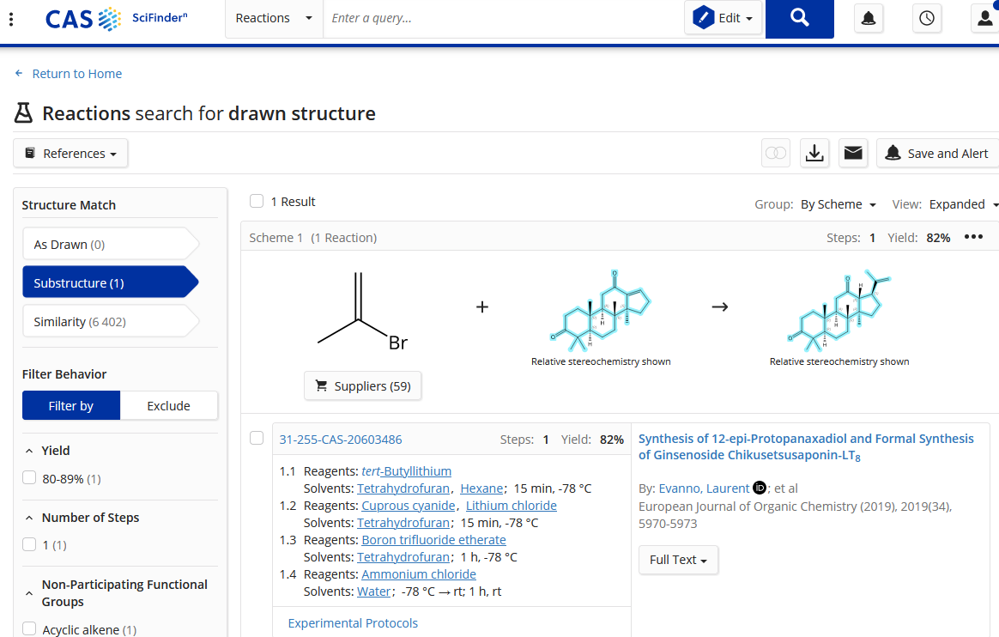 CAS SciFinderⁿ Reactions Enter a query... Edit
Return to Home
Reactions search for drawn structure
References Save and Alert
Structure Match
As Drawn (0)
Substructure (1)
Similarity (6 402)
Filter Behavior
Filter by Exclude
Yield
80-89% (1)
Number of Steps
1 (1)
Non-Participating Functional
Groups
Acyclic alkene (1)
1 Result Group: By Scheme View: Expanded
Scheme 1 (1 Reaction) Steps: 1 Yield: 82%
Br
+
→
Relative stereochemistry shown Relative stereochemistry shown
Suppliers (59)
31-255-CAS-20603486 Steps: 1 Yield: 82%
1.1 Reagents: tert-Butyllithium
Solvents: Tetrahydrofuran, Hexane; 15 min, -78 °C
1.2 Reagents: Cuprous cyanide, Lithium chloride
Solvents: Tetrahydrofuran; 15 min, -78 °C
1.3 Reagents: Boron trifluoride etherate
Solvents: Tetrahydrofuran; 1 h, -78 °C
1.4 Reagents: Ammonium chloride
Solvents: Water; -78 °C → rt; 1 h, rt
Experimental Protocols
Synthesis of 12-epi-Protopanaxadiol and Formal Synthesis
of Ginsenoside Chikusetsusaponin-LT₈
By: Evanno, Laurent iD; et al
European Journal of Organic Chemistry (2019), 2019(34),
5970-5973
Full Text